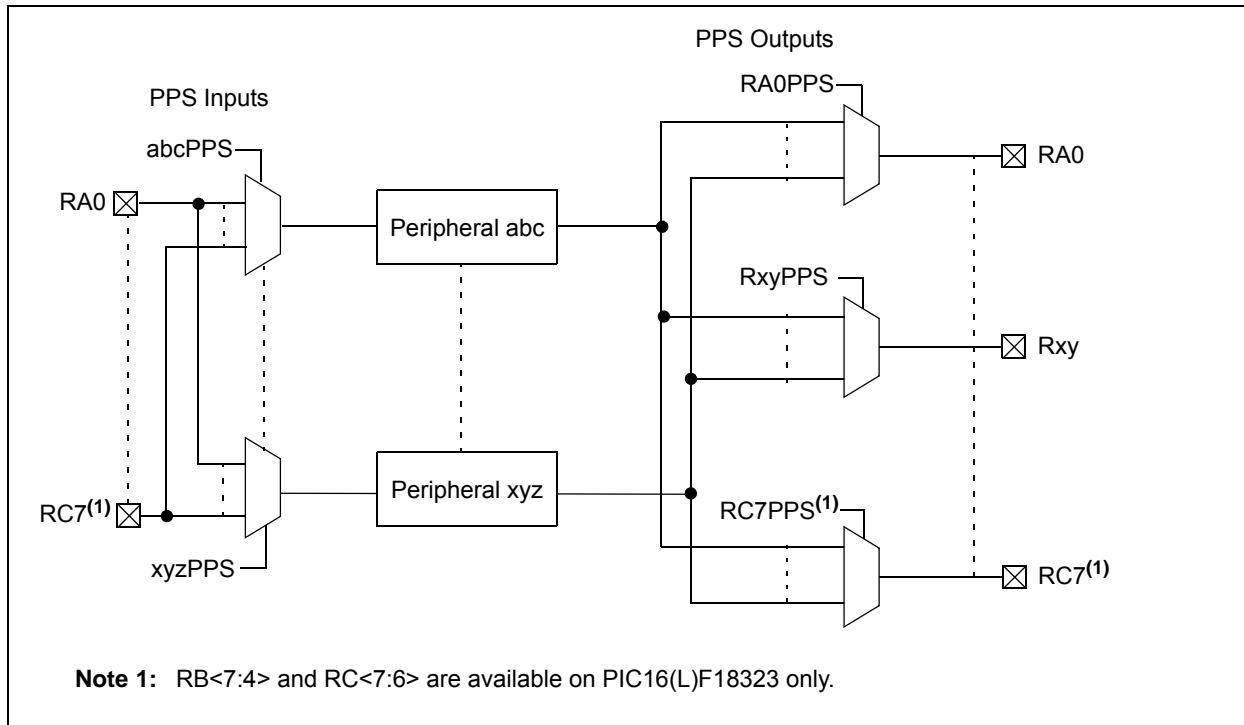 PPS Outputs
RA0PPS
PPS Inputs
abcPPS
RA0
Peripheral abc
RA0
RxyPPS
Rxy
Peripheral xyz
RC7(1)
RC7PPS(1)
xyzPPS
RC7(1)
Note 1: RB<7:4> and RC<7:6> are available on PIC16(L)F18323 only.